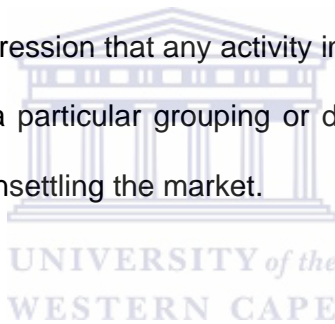 ression that any activity in
a particular grouping or d
nsettling the market.
UNIVERSITY of the
WESTERN CAPE